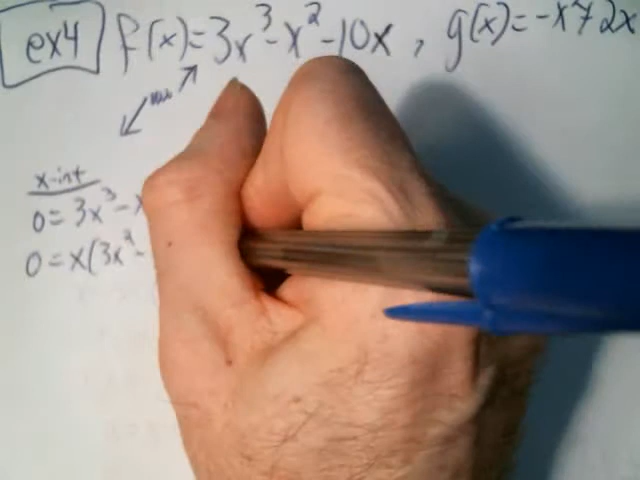 ex4 f(x)=3x³-x²-10x, g(x)=-x²+2x
x-int
0=3x³-x
0=x(3x²-